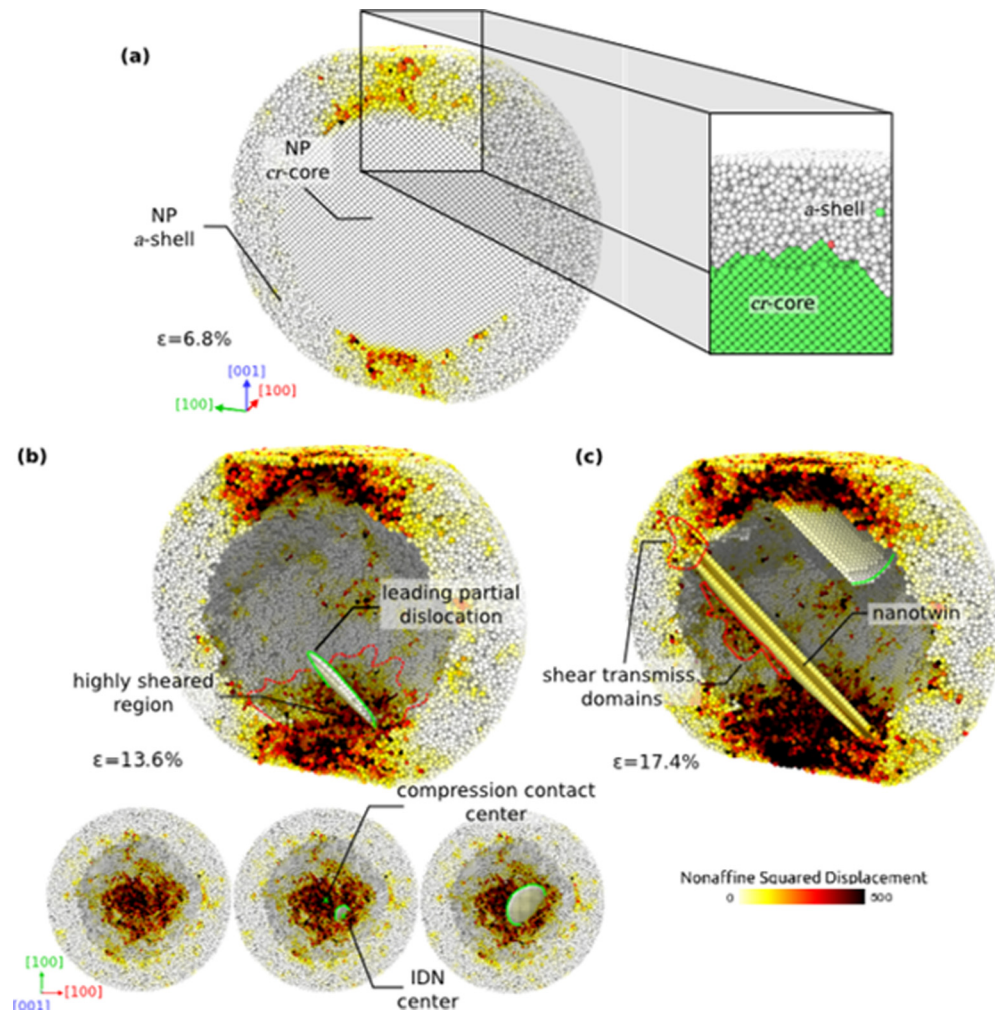 (a)
NP
cr-core
NP
a-shell
a-shell
cr-core
ε=6.8%
[001]
[100]
[100]
(b)
(c)
leading partial
dislocation
nanotwin
highly sheared
region
shear transmiss.
domains
ε=13.6%
ε=17.4%
compression contact
center
Nonaffine Squared Displacement
0
500
IDN
center
[100]
[100]
[001]